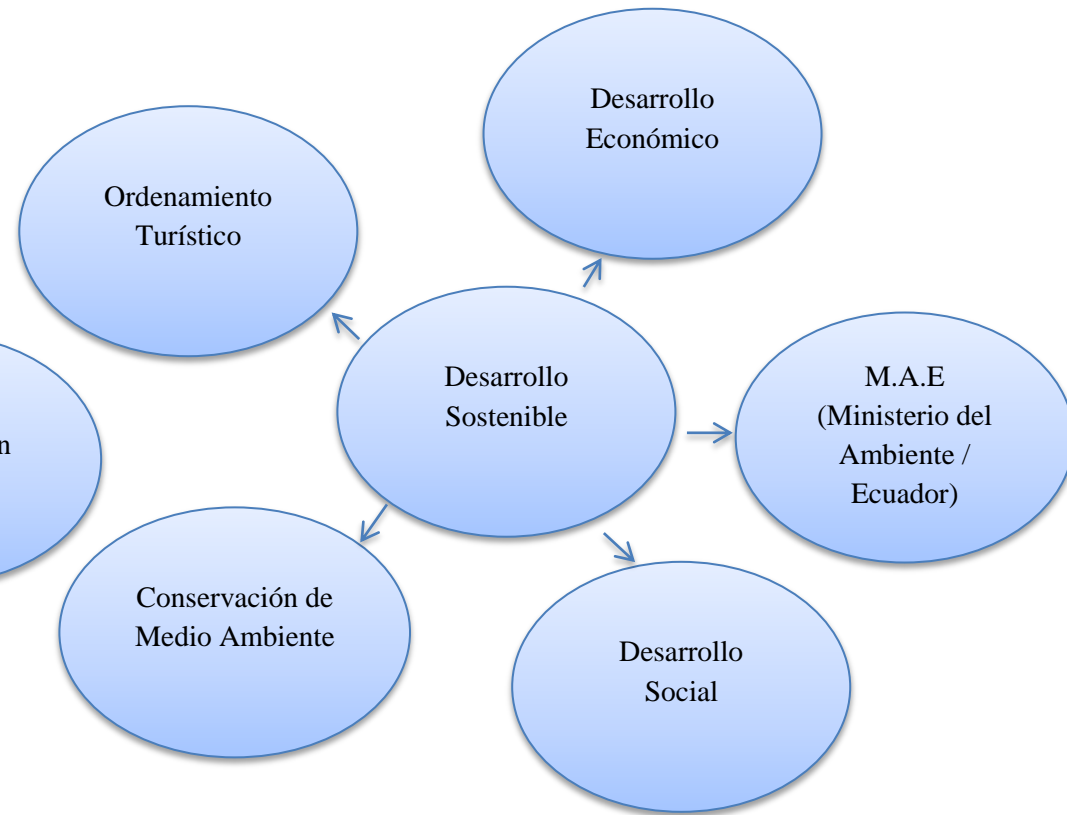 Desarrollo
Económico
Ordenamiento
Turístico
Desarrollo
Sostenible
M.A.E
(Ministerio del
Ambiente /
Ecuador)
Conservación de
Medio Ambiente
Desarrollo
Social